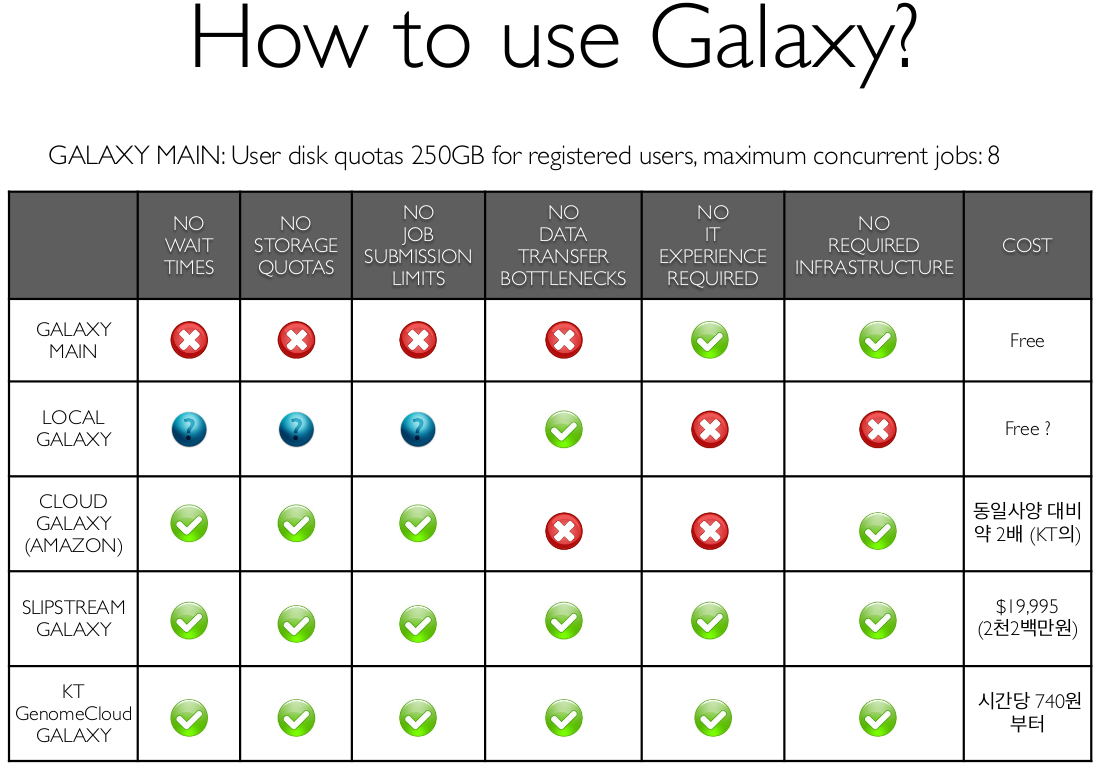 How to use Galaxy?
GALAXY MAIN: User disk quotas 250GB for registered users, maximum concurrent jobs: 8
NO
WAIT
TIMES
NO
STORAGE
QUOTAS
NO
JOB
SUBMISSION
LIMITS
NO
DATA
TRANSFER
BOTTLENECKS
NO
IT
EXPERIENCE
REQUIRED
NO
REQUIRED
INFRASTRUCTURE
COST
GALAXY
MAIN
Free
LOCAL
GALAXY
?
?
?
Free ?
CLOUD
GALAXY
(AMAZON)
동일사양 대비
약 2배 (KT의)
SLIPSTREAM
GALAXY
$19,995
(2천2백만원)
KT
GenomeCloud
GALAXY
시간당 740원
부터